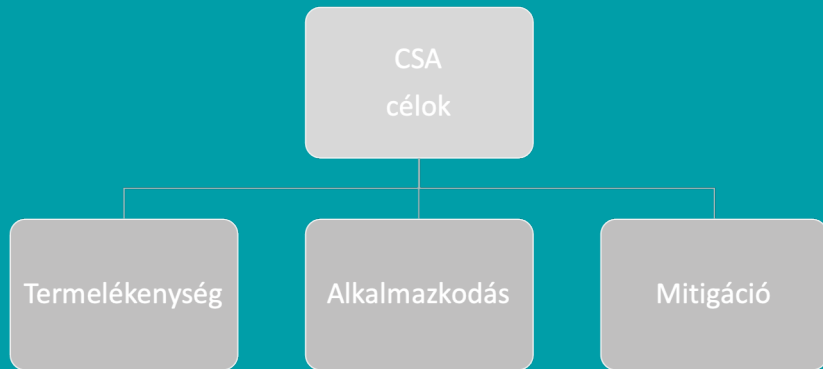 CSA
célok
Termelékenység
Alkalmazkodás
Mitigáció